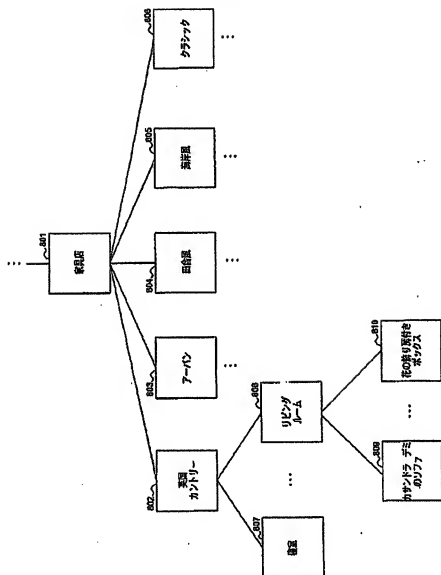 ...
801
家具店
802
英国
カントリー
803
アーバン
...
804
田舎風
...
805
海岸風
...
806
クラシック
...
807
寝室
...
808
リビング
ルーム
809
カサンドラ デミ
のソファ
...
810
花の飾り房付き
ボックス